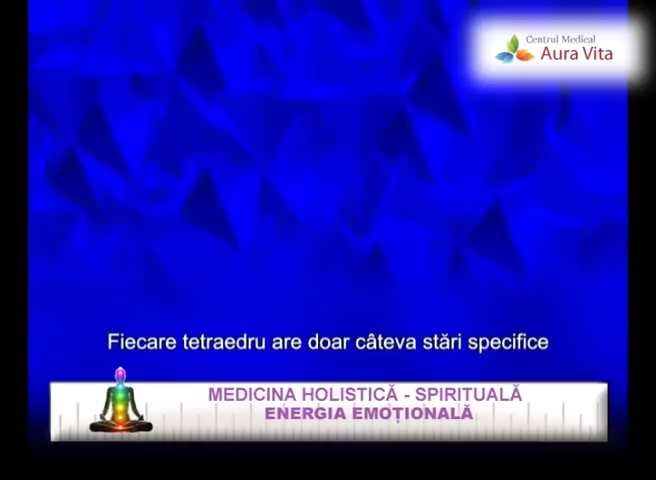 Centrul Medical
Aura Vita
Fiecare tetraedru are doar câteva stări specifice
MEDICINA HOLISTICĂ - SPIRITUALĂ
ENERGIA EMOȚIONALĂ